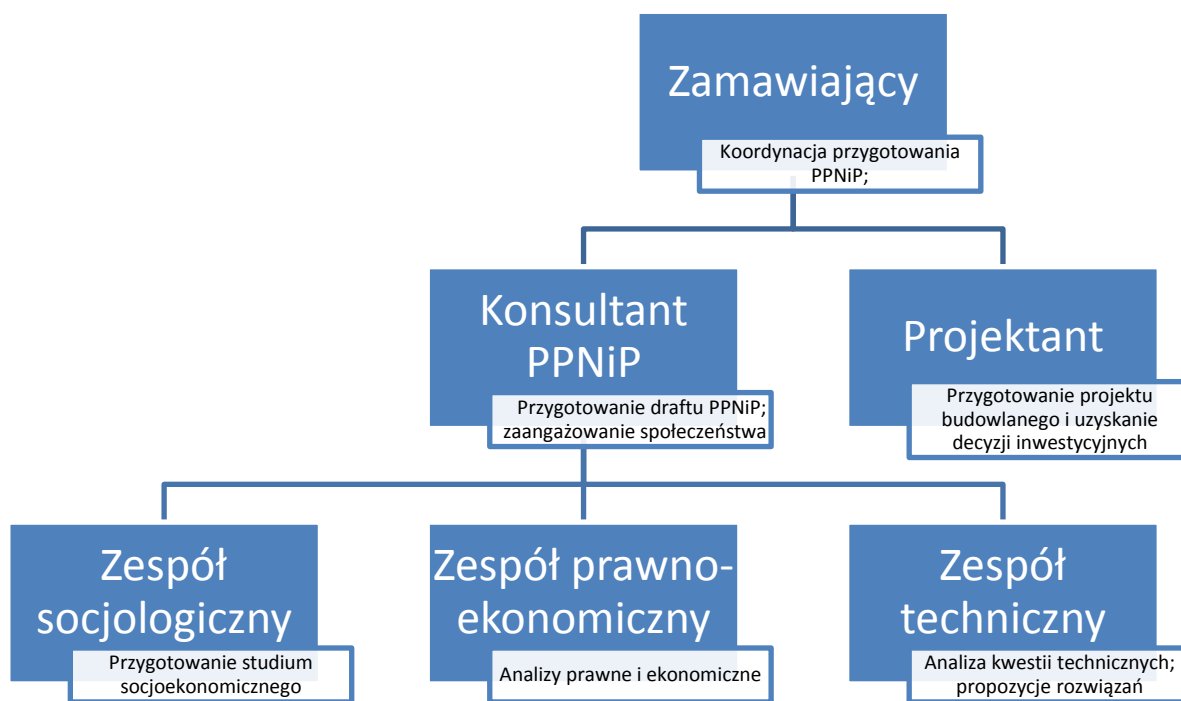 Zamawiający
Koordynacja przygotowania
PPNiP;
Konsultant
PPNiP
Przygotowanie draftu PPNiP;
zaangażowanie społeczeństwa
Projektant
Przygotowanie projektu
budowlanego i uzyskanie
decyzji inwestycyjnych
Zespół
socjologiczny
Przygotowanie studium
socjoekonomicznego
Zespół prawno-
ekonomiczny
Analizy prawne i ekonomiczne
Zespół
techniczny
Analiza kwestii technicznych;
propozycje rozwiązań